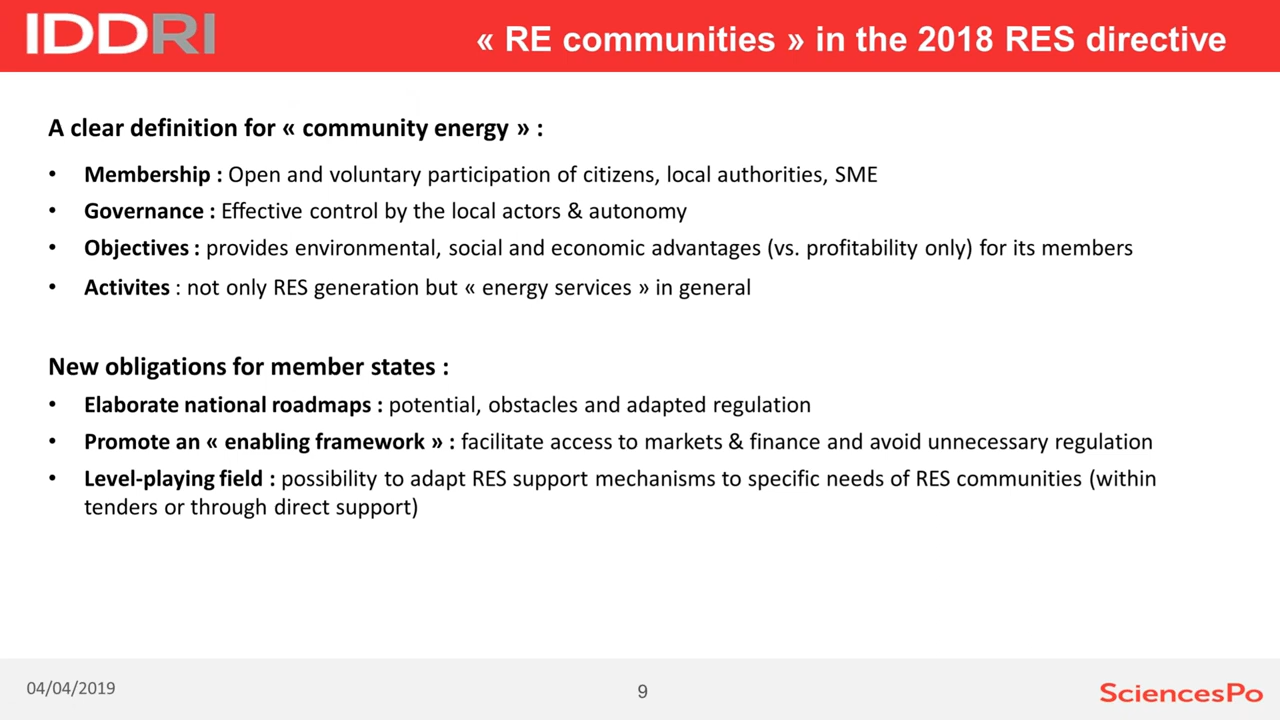 IDDRI
« RE communities » in the 2018 RES directive
A clear definition for « community energy » :
• Membership : Open and voluntary participation of citizens, local authorities, SME
• Governance : Effective control by the local actors & autonomy
• Objectives : provides environmental, social and economic advantages (vs. profitability only) for its members
• Activites : not only RES generation but « energy services » in general
New obligations for member states :
• Elaborate national roadmaps : potential, obstacles and adapted regulation
• Promote an « enabling framework » : facilitate access to markets & finance and avoid unnecessary regulation
• Level-playing field : possibility to adapt RES support mechanisms to specific needs of RES communities (within
tenders or through direct support)
04/04/2019
9
SciencesPo